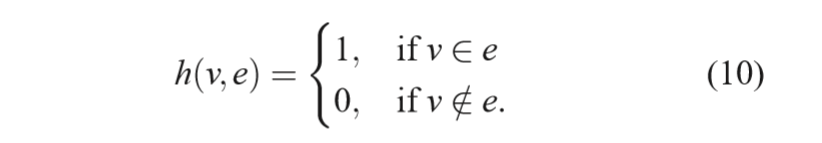 h(v,e) = { 1, if v ∈ e
0, if v ∉ e. (10)